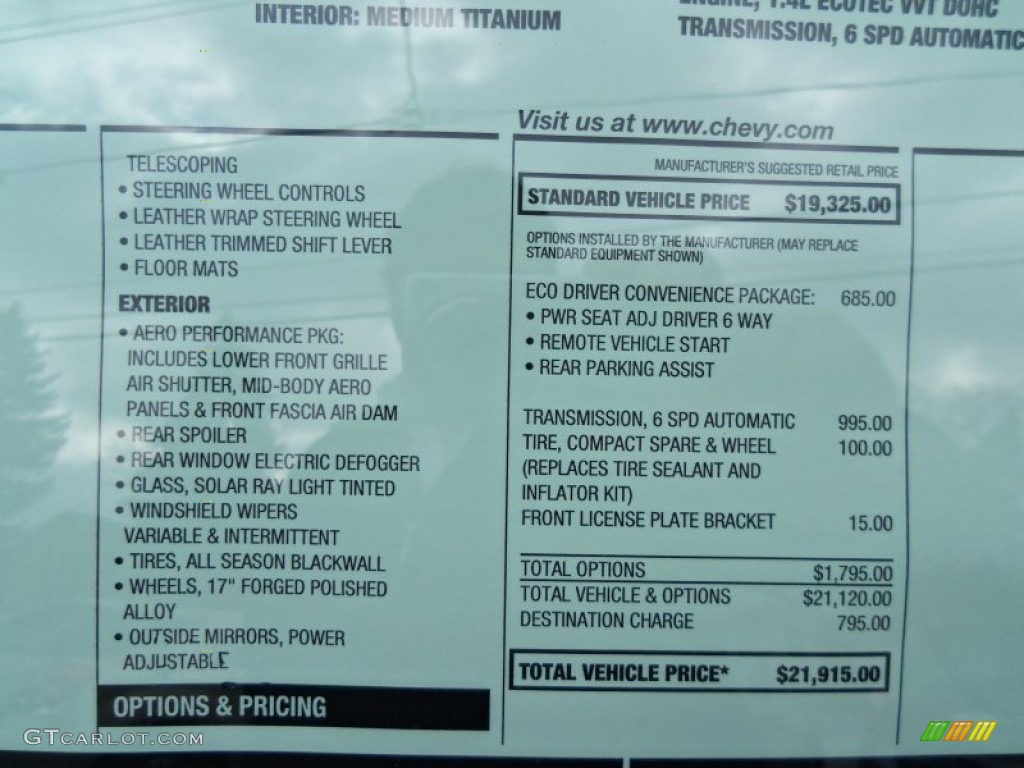 INTERIOR: MEDIUM TITANIUM
ENGINE, 1.4L ECOTEC VVT DOHC
TRANSMISSION, 6 SPD AUTOMATIC
TELESCOPING
• STEERING WHEEL CONTROLS
• LEATHER WRAP STEERING WHEEL
• LEATHER TRIMMED SHIFT LEVER
• FLOOR MATS
EXTERIOR
• AERO PERFORMANCE PKG:
INCLUDES LOWER FRONT GRILLE
AIR SHUTTER, MID-BODY AERO
PANELS & FRONT FASCIA AIR DAM
• REAR SPOILER
• REAR WINDOW ELECTRIC DEFOGGER
• GLASS, SOLAR RAY LIGHT TINTED
• WINDSHIELD WIPERS
VARIABLE & INTERMITTENT
• TIRES, ALL SEASON BLACKWALL
• WHEELS, 17" FORGED POLISHED
ALLOY
• OUTSIDE MIRRORS, POWER
ADJUSTABLE
OPTIONS & PRICING
Visit us at www.chevy.com
MANUFACTURER'S SUGGESTED RETAIL PRICE
STANDARD VEHICLE PRICE $19,325.00
OPTIONS INSTALLED BY THE MANUFACTURER (MAY REPLACE
STANDARD EQUIPMENT SHOWN)
ECO DRIVER CONVENIENCE PACKAGE: 685.00
• PWR SEAT ADJ DRIVER 6 WAY
• REMOTE VEHICLE START
• REAR PARKING ASSIST
TRANSMISSION, 6 SPD AUTOMATIC 995.00
TIRE, COMPACT SPARE & WHEEL 100.00
(REPLACES TIRE SEALANT AND
INFLATOR KIT)
FRONT LICENSE PLATE BRACKET 15.00
TOTAL OPTIONS $1,795.00
TOTAL VEHICLE & OPTIONS $21,120.00
DESTINATION CHARGE 795.00
TOTAL VEHICLE PRICE* $21,915.00
GTCARLOT.COM